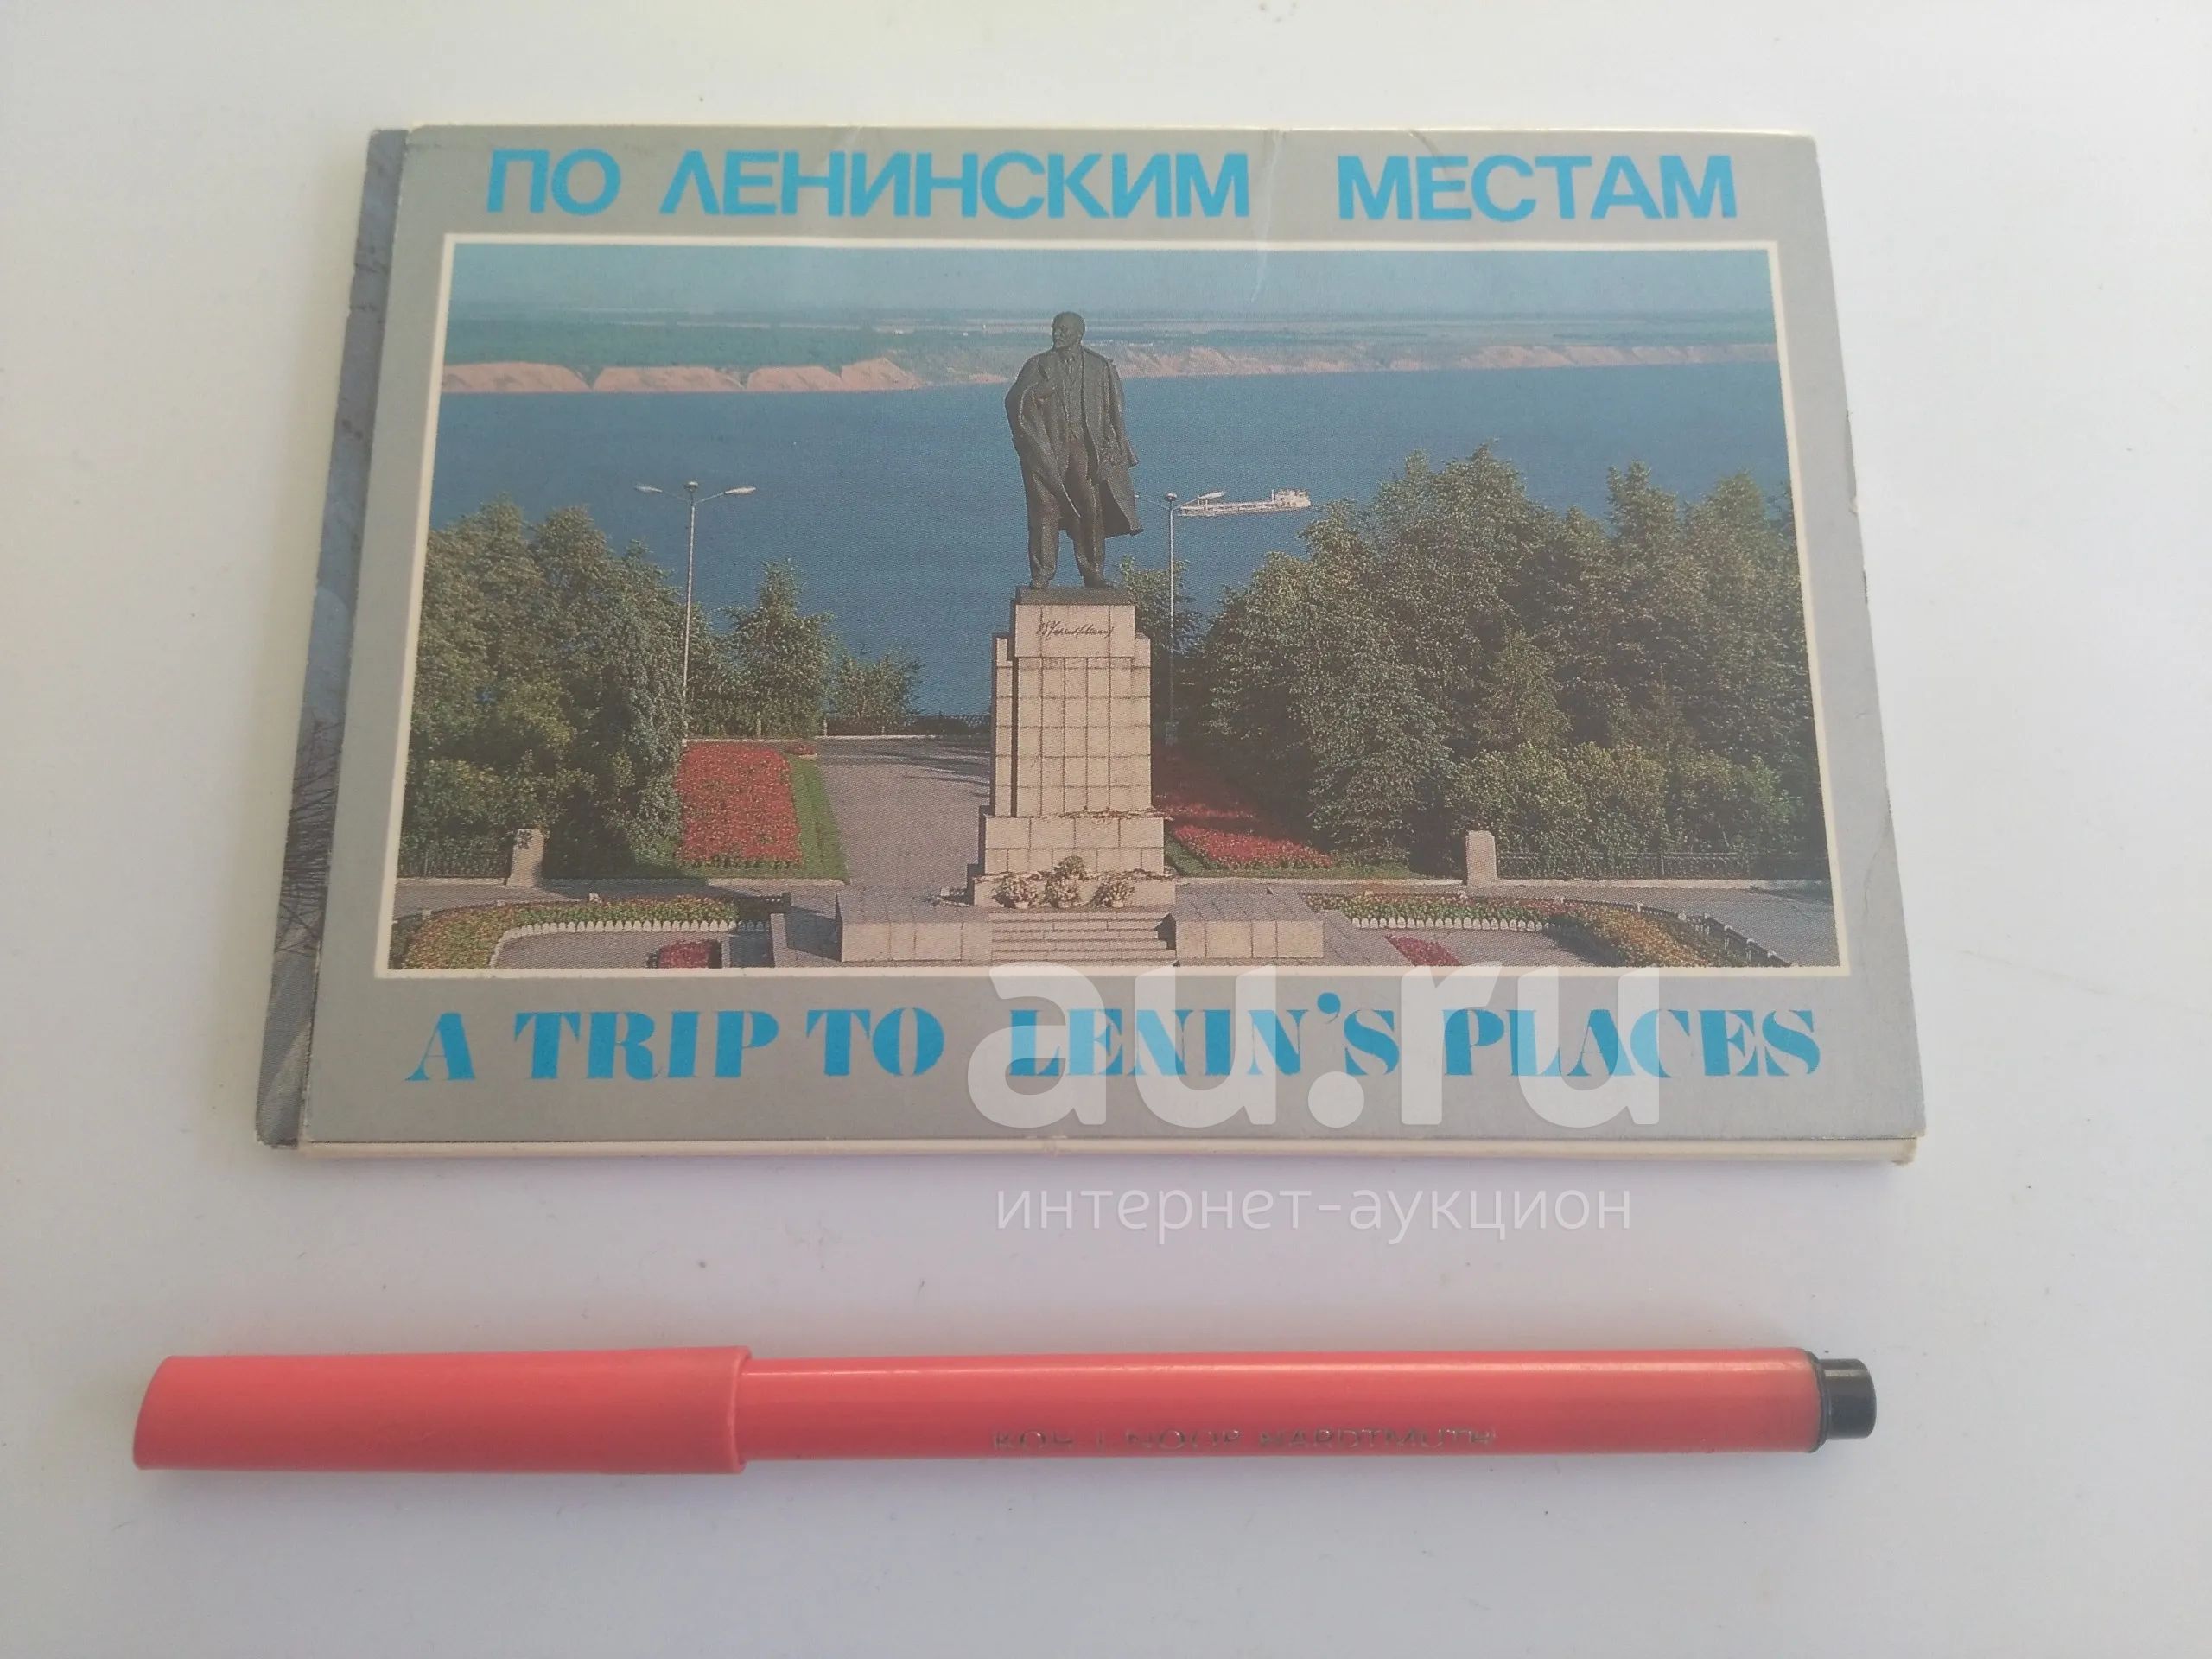 ПО ЛЕНИНСКИМ МЕСТАМ
A TRIP TO LENIN'S PLACES
au.ru
интернет-аукцион
KOH-I-NOOR HARDTMUTH